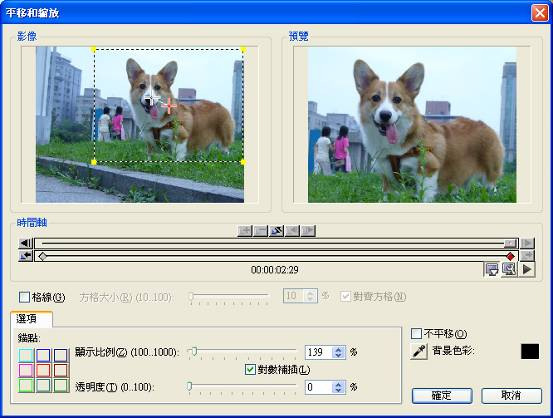 平移和縮放
影像
預覽
時間軸
00:00:02:29
格線(G) 方格大小(R) (10..100): 10 % 對齊方格(N)
選項
錨點:
顯示比例(Z) (100..1000): 139 %
對數補插(L)
透明度(T) (0..100): 0 %
不平移(O)
背景色彩:
確定 取消